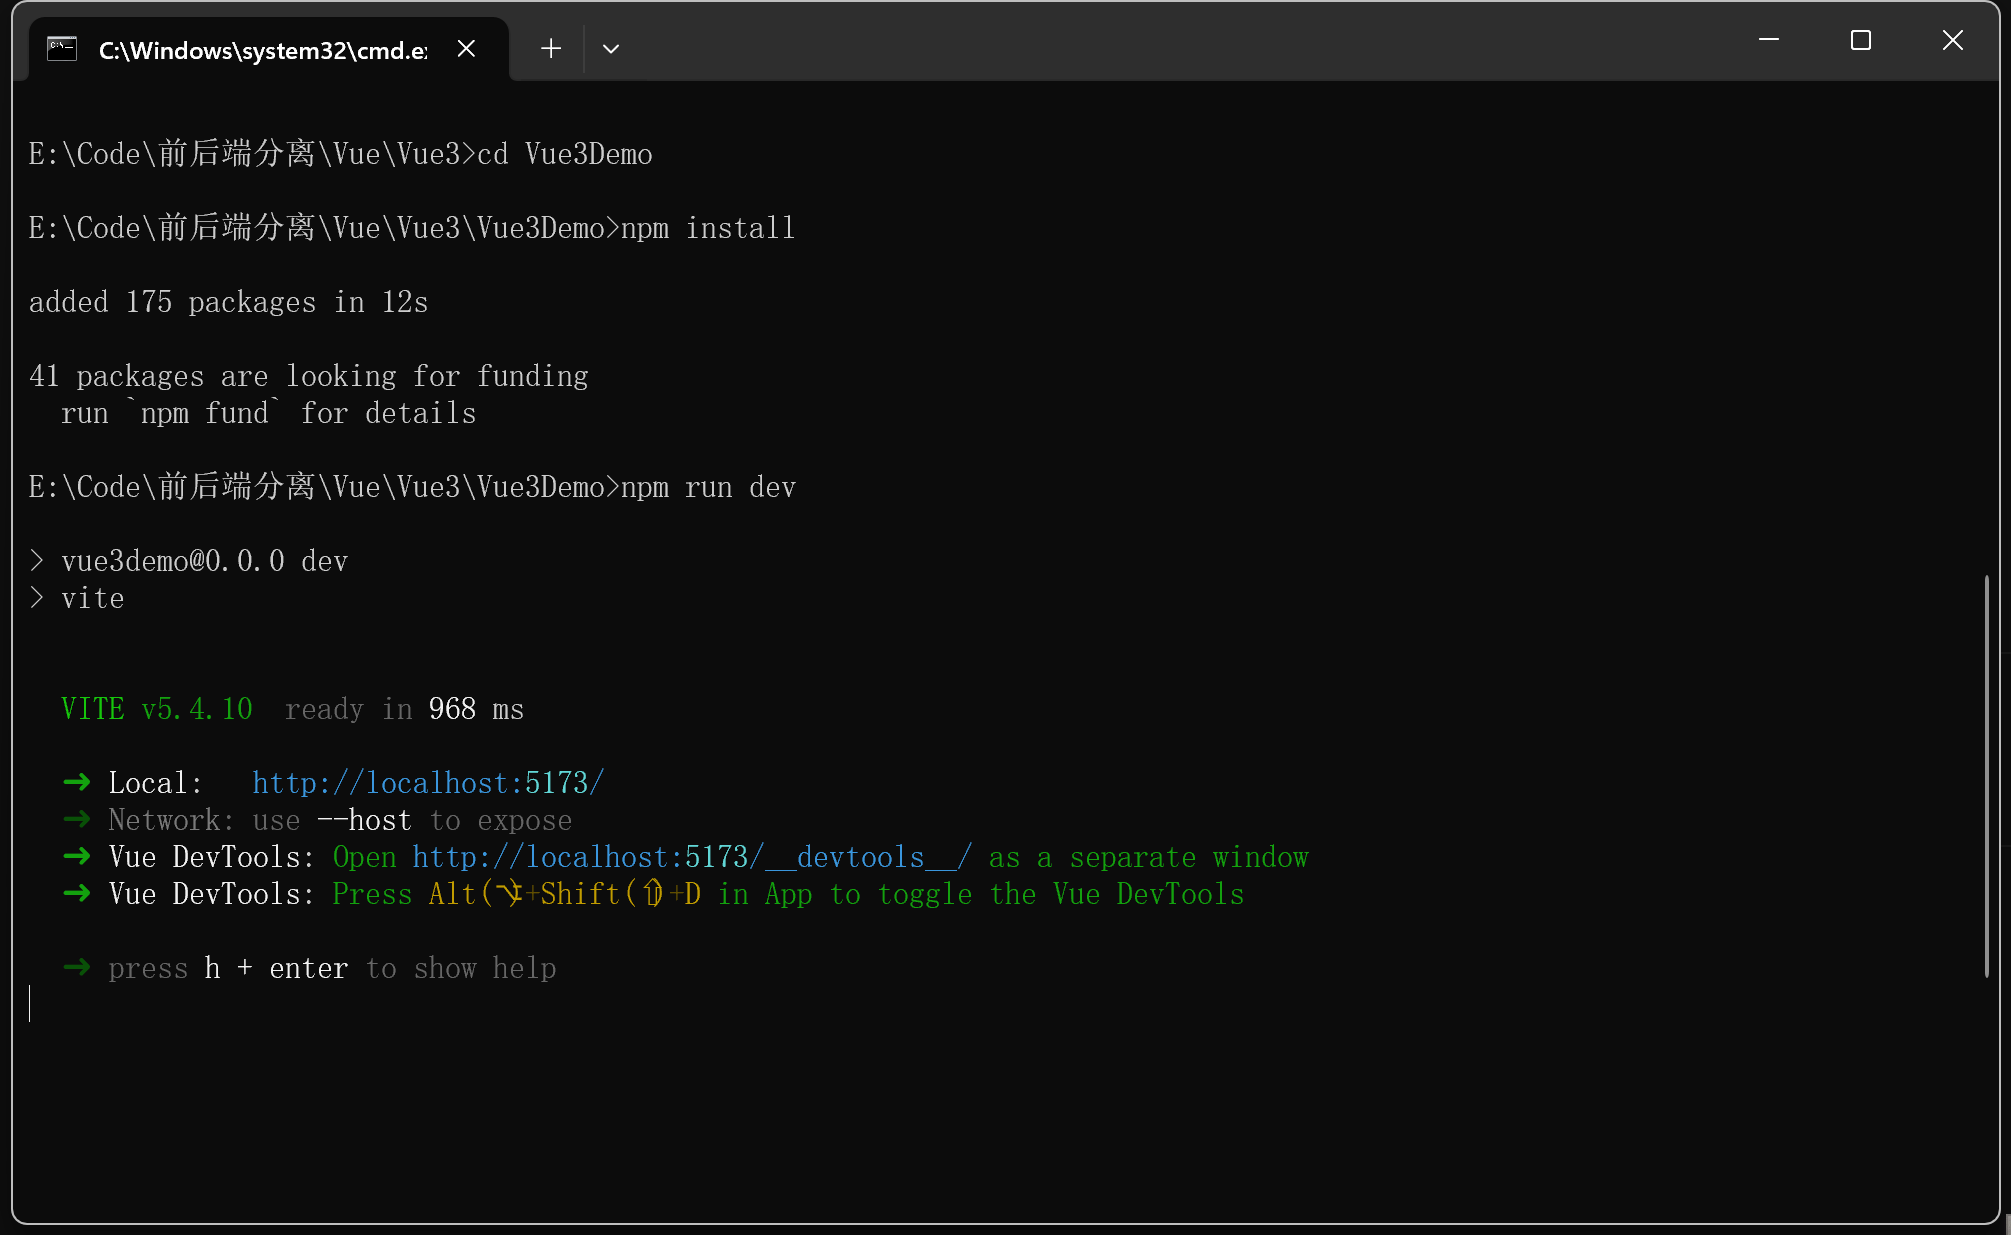 C:\Windows\system32\cmd.e
E:\Code\前后端分离\Vue\Vue3>cd Vue3Demo
E:\Code\前后端分离\Vue\Vue3\Vue3Demo>npm install
added 175 packages in 12s
41 packages are looking for funding
  run `npm fund` for details
E:\Code\前后端分离\Vue\Vue3\Vue3Demo>npm run dev
> vue3demo@0.0.0 dev
> vite
VITE v5.4.10  ready in 968 ms
➜ Local:   http://localhost:5173/
➜ Network: use --host to expose
➜ Vue DevTools: Open http://localhost:5173/__devtools__/ as a separate window
➜ Vue DevTools: Press Alt(⌥)+Shift(⇧)+D in App to toggle the Vue DevTools
➜ press h + enter to show help